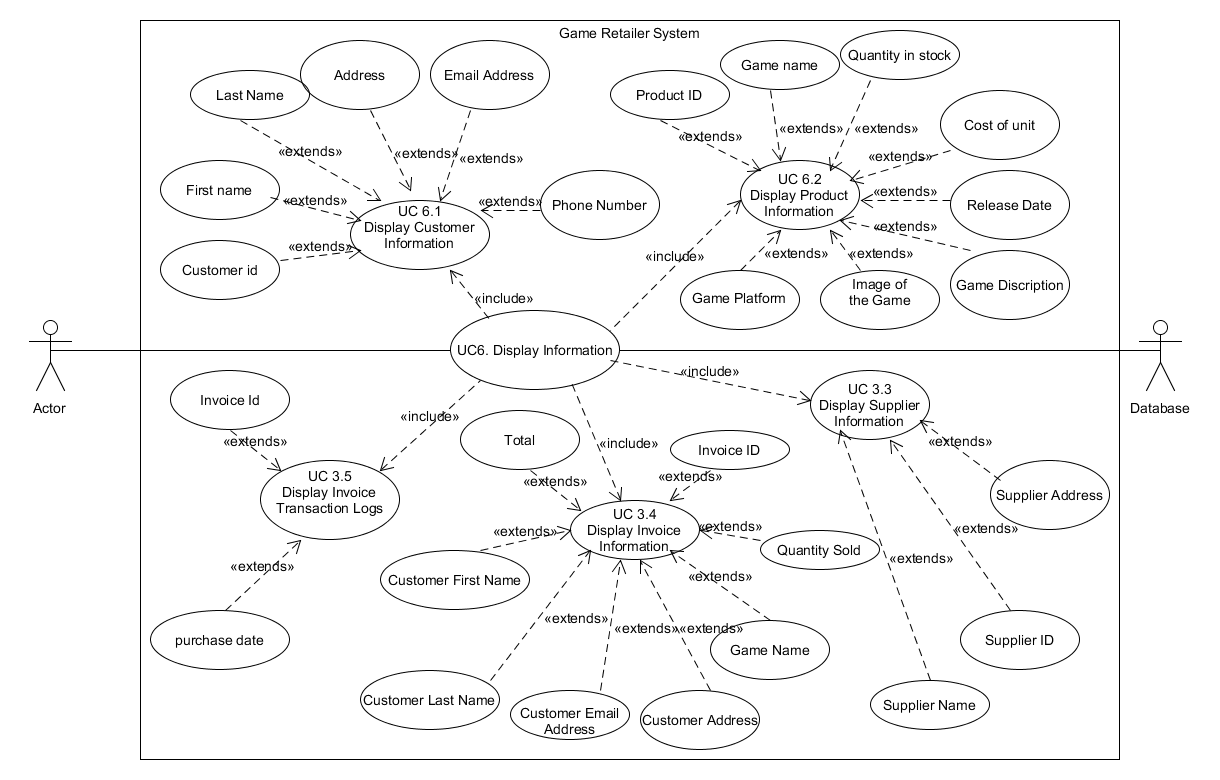 Game Retailer System
Last Name
Address
Email Address
Product ID
Game name
Quantity in stock
Cost of unit
«extends»
«extends»
«extends»
«extends»
«extends»
«extends»
«extends»
First name
«extends»
UC 6.1
Display Customer
Information
«extends»
Phone Number
UC 6.2
Display Product
Information
«extends»
Release Date
Customer id
«extends»
«include»
«extends»
«extends»
«extends»
Game Platform
Image of
the Game
Game Discription
«include»
UC6. Display Information
Actor
Database
«include»
Invoice Id
«extends»
«include»
«include»
UC 3.3
Display Supplier
Information
Total
Invoice ID
«extends»
UC 3.5
Display Invoice
Transaction Logs
«extends»
«extends»
Supplier Address
UC 3.4
Display Invoice
Information
«extends»
«extends»
Quantity Sold
«extends»
«extends»
Customer First Name
«extends»
«extends»
purchase date
«extends»
«extends»
«extends»
Game Name
Supplier ID
Customer Last Name
Customer Email
Address
Customer Address
Supplier Name